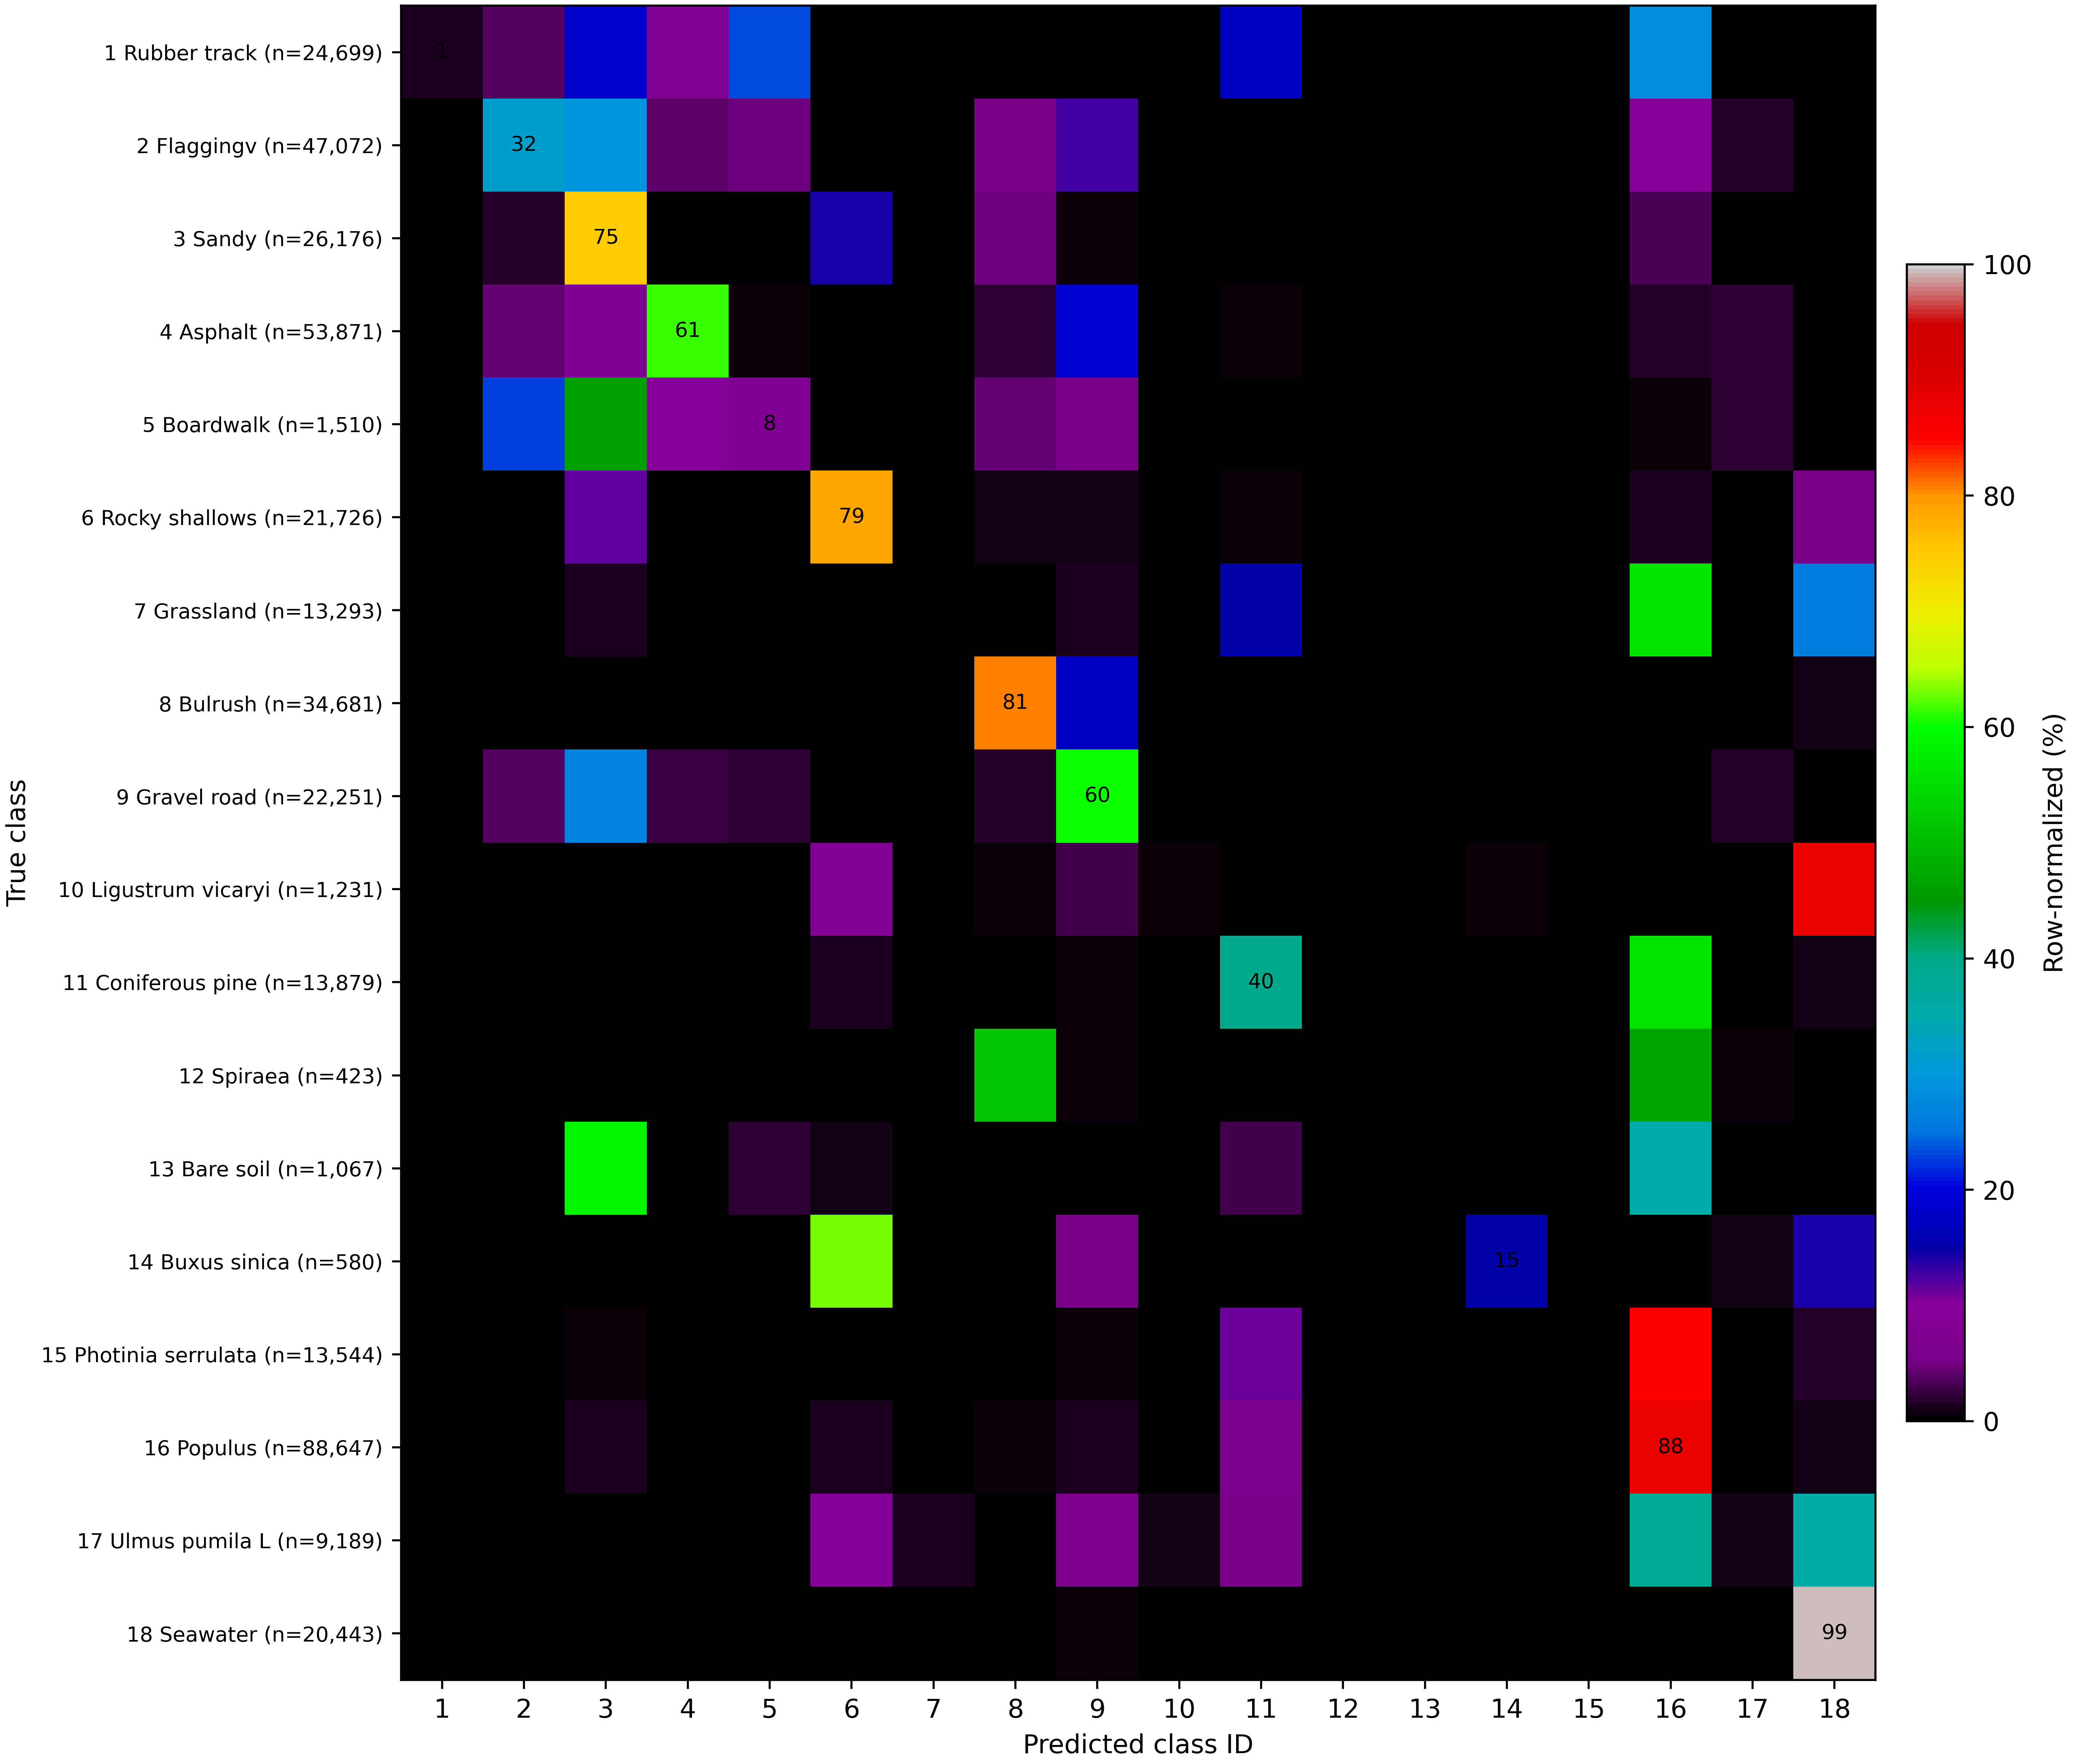 1 Rubber track (n=24,699)
1
2 Flaggingv (n=47,072)
32
3 Sandy (n=26,176)
75
4 Asphalt (n=53,871)
61
5 Boardwalk (n=1,510)
8
6 Rocky shallows (n=21,726)
79
7 Grassland (n=13,293)
8 Bulrush (n=34,681)
81
9 Gravel road (n=22,251)
60
10 Ligustrum vicaryi (n=1,231)
11 Coniferous pine (n=13,879)
40
12 Spiraea (n=423)
13 Bare soil (n=1,067)
14 Buxus sinica (n=580)
15
15 Photinia serrulata (n=13,544)
16 Populus (n=88,647)
88
17 Ulmus pumila L (n=9,189)
18 Seawater (n=20,443)
99
True class
1 2 3 4 5 6 7 8 9 10 11 12 13 14 15 16 17 18
Predicted class ID
100
80
60
40
20
0
Row-normalized (%)